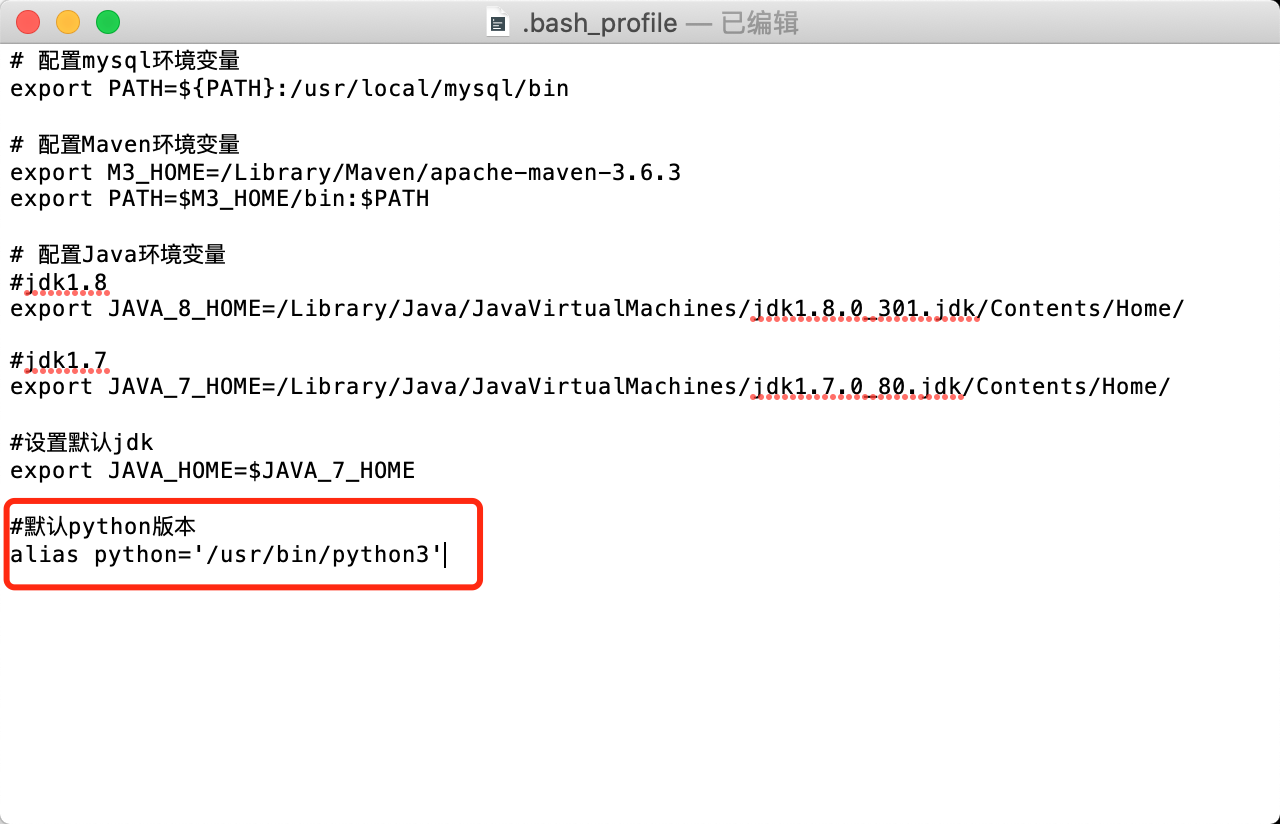 .bash_profile — 已编辑
# 配置mysql环境变量
export PATH=${PATH}:/usr/local/mysql/bin
# 配置Maven环境变量
export M3_HOME=/Library/Maven/apache-maven-3.6.3
export PATH=$M3_HOME/bin:$PATH
# 配置Java环境变量
#jdk1.8
export JAVA_8_HOME=/Library/Java/JavaVirtualMachines/jdk1.8.0_301.jdk/Contents/Home/
#jdk1.7
export JAVA_7_HOME=/Library/Java/JavaVirtualMachines/jdk1.7.0_80.jdk/Contents/Home/
#设置默认jdk
export JAVA_HOME=$JAVA_7_HOME
#默认python版本
alias python='/usr/bin/python3'